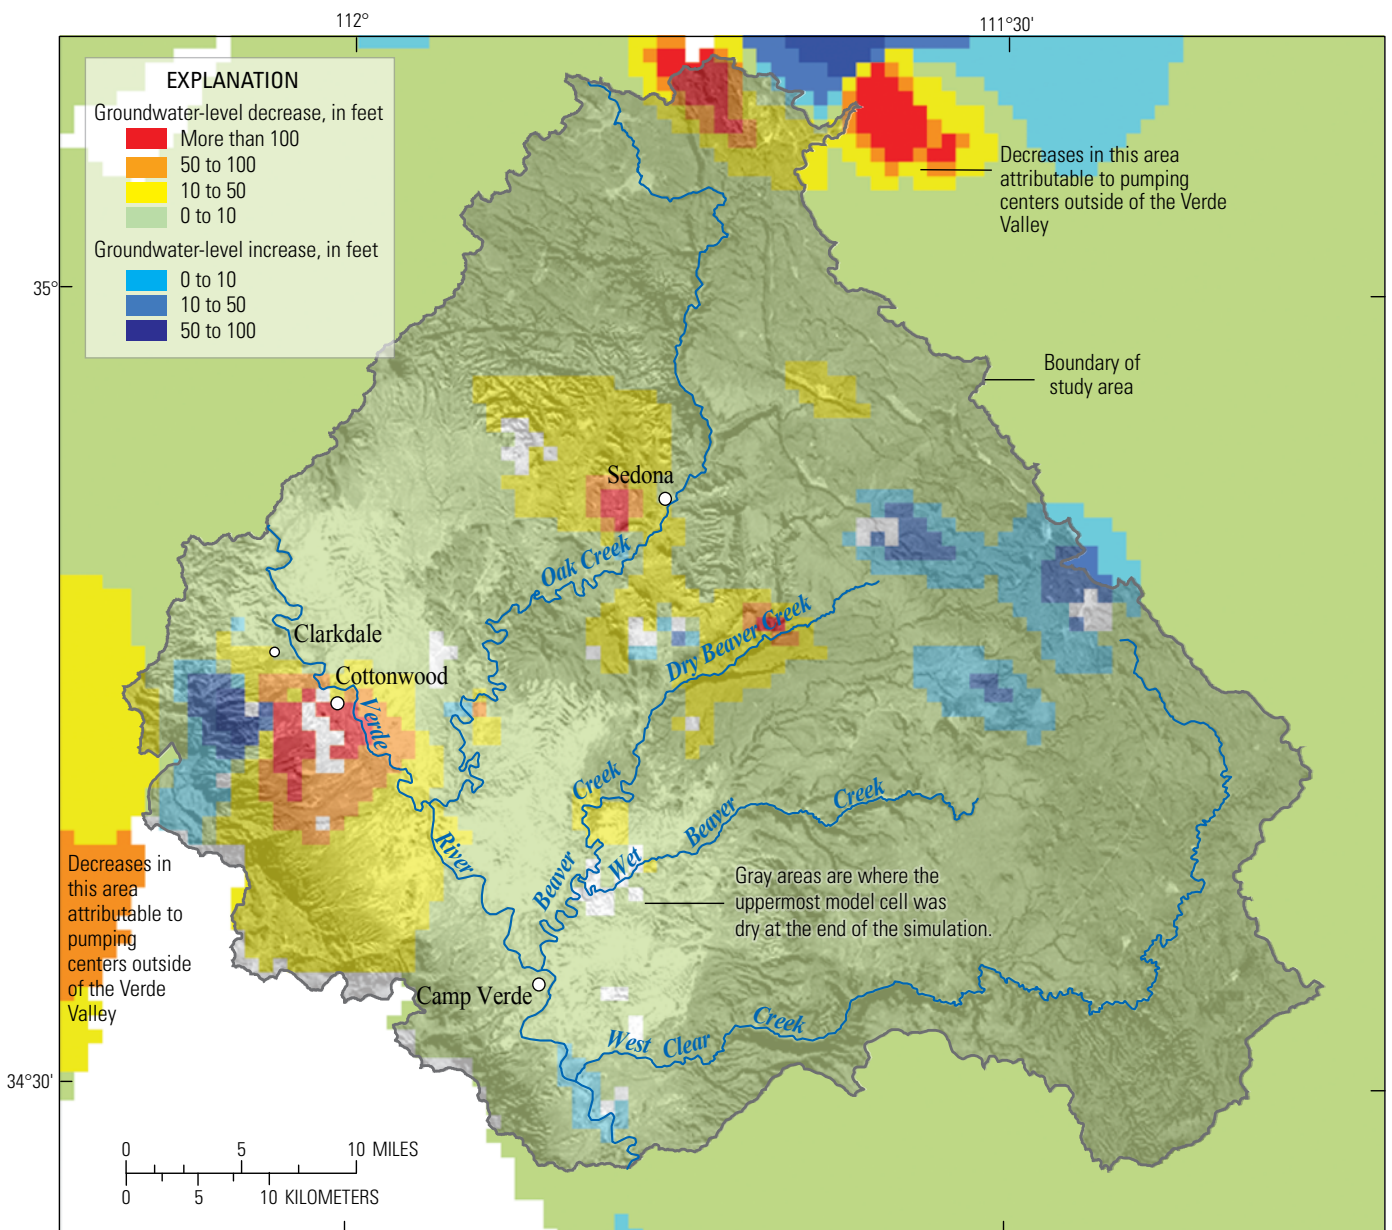 112°
111°30'
EXPLANATION
Groundwater-level decrease, in feet
More than 100
50 to 100
10 to 50
0 to 10
Groundwater-level increase, in feet
0 to 10
10 to 50
50 to 100
Decreases in this area
attributable to pumping
centers outside of the Verde
Valley
35°
Boundary of
study area
Sedona
Oak Creek
Clarkdale
Dry Beaver Creek
Cottonwood
Verde
Creek
Beaver
Creek
River
Wet
Beaver
Decreases in
this area
attributable to
pumping
centers outside
of the Verde
Valley
Gray areas are where the
uppermost model cell was
dry at the end of the simulation.
Camp Verde
West Clear
Creek
34°30'
0 5 10 MILES
0 5 10 KILOMETERS